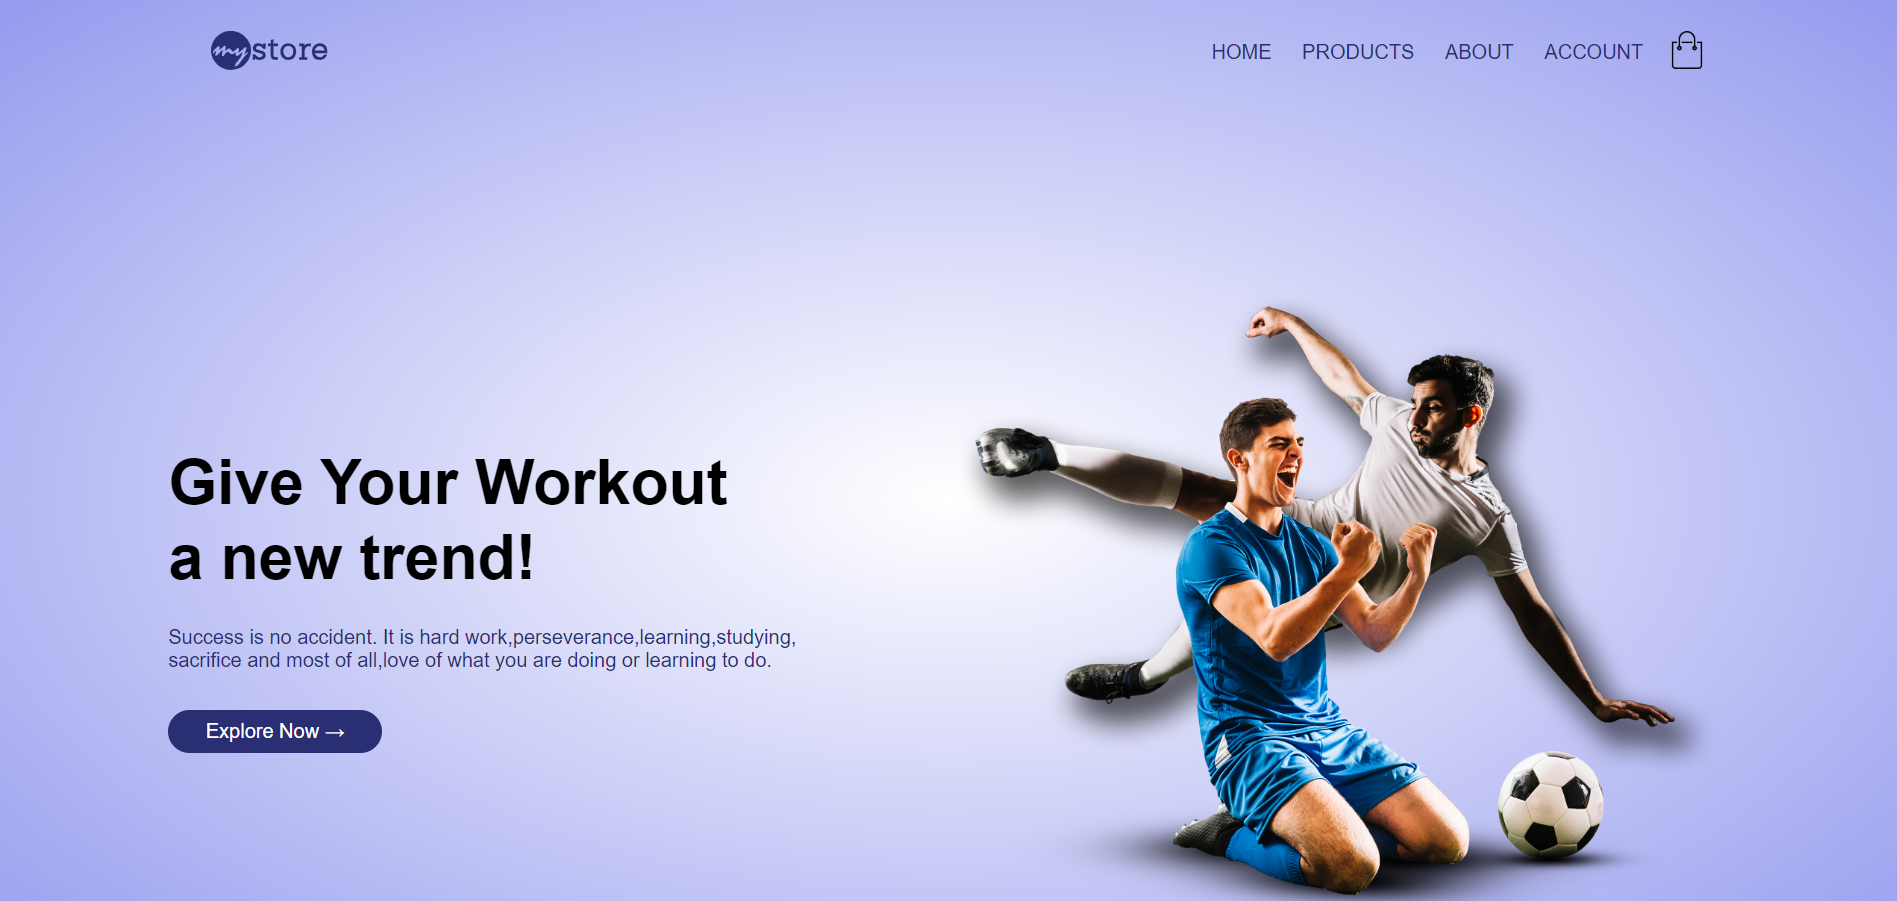 mystore
HOME PRODUCTS ABOUT ACCOUNT
Give Your Workout
a new trend!
Success is no accident. It is hard work,perseverance,learning,studying,
sacrifice and most of all,love of what you are doing or learning to do.
Explore Now →